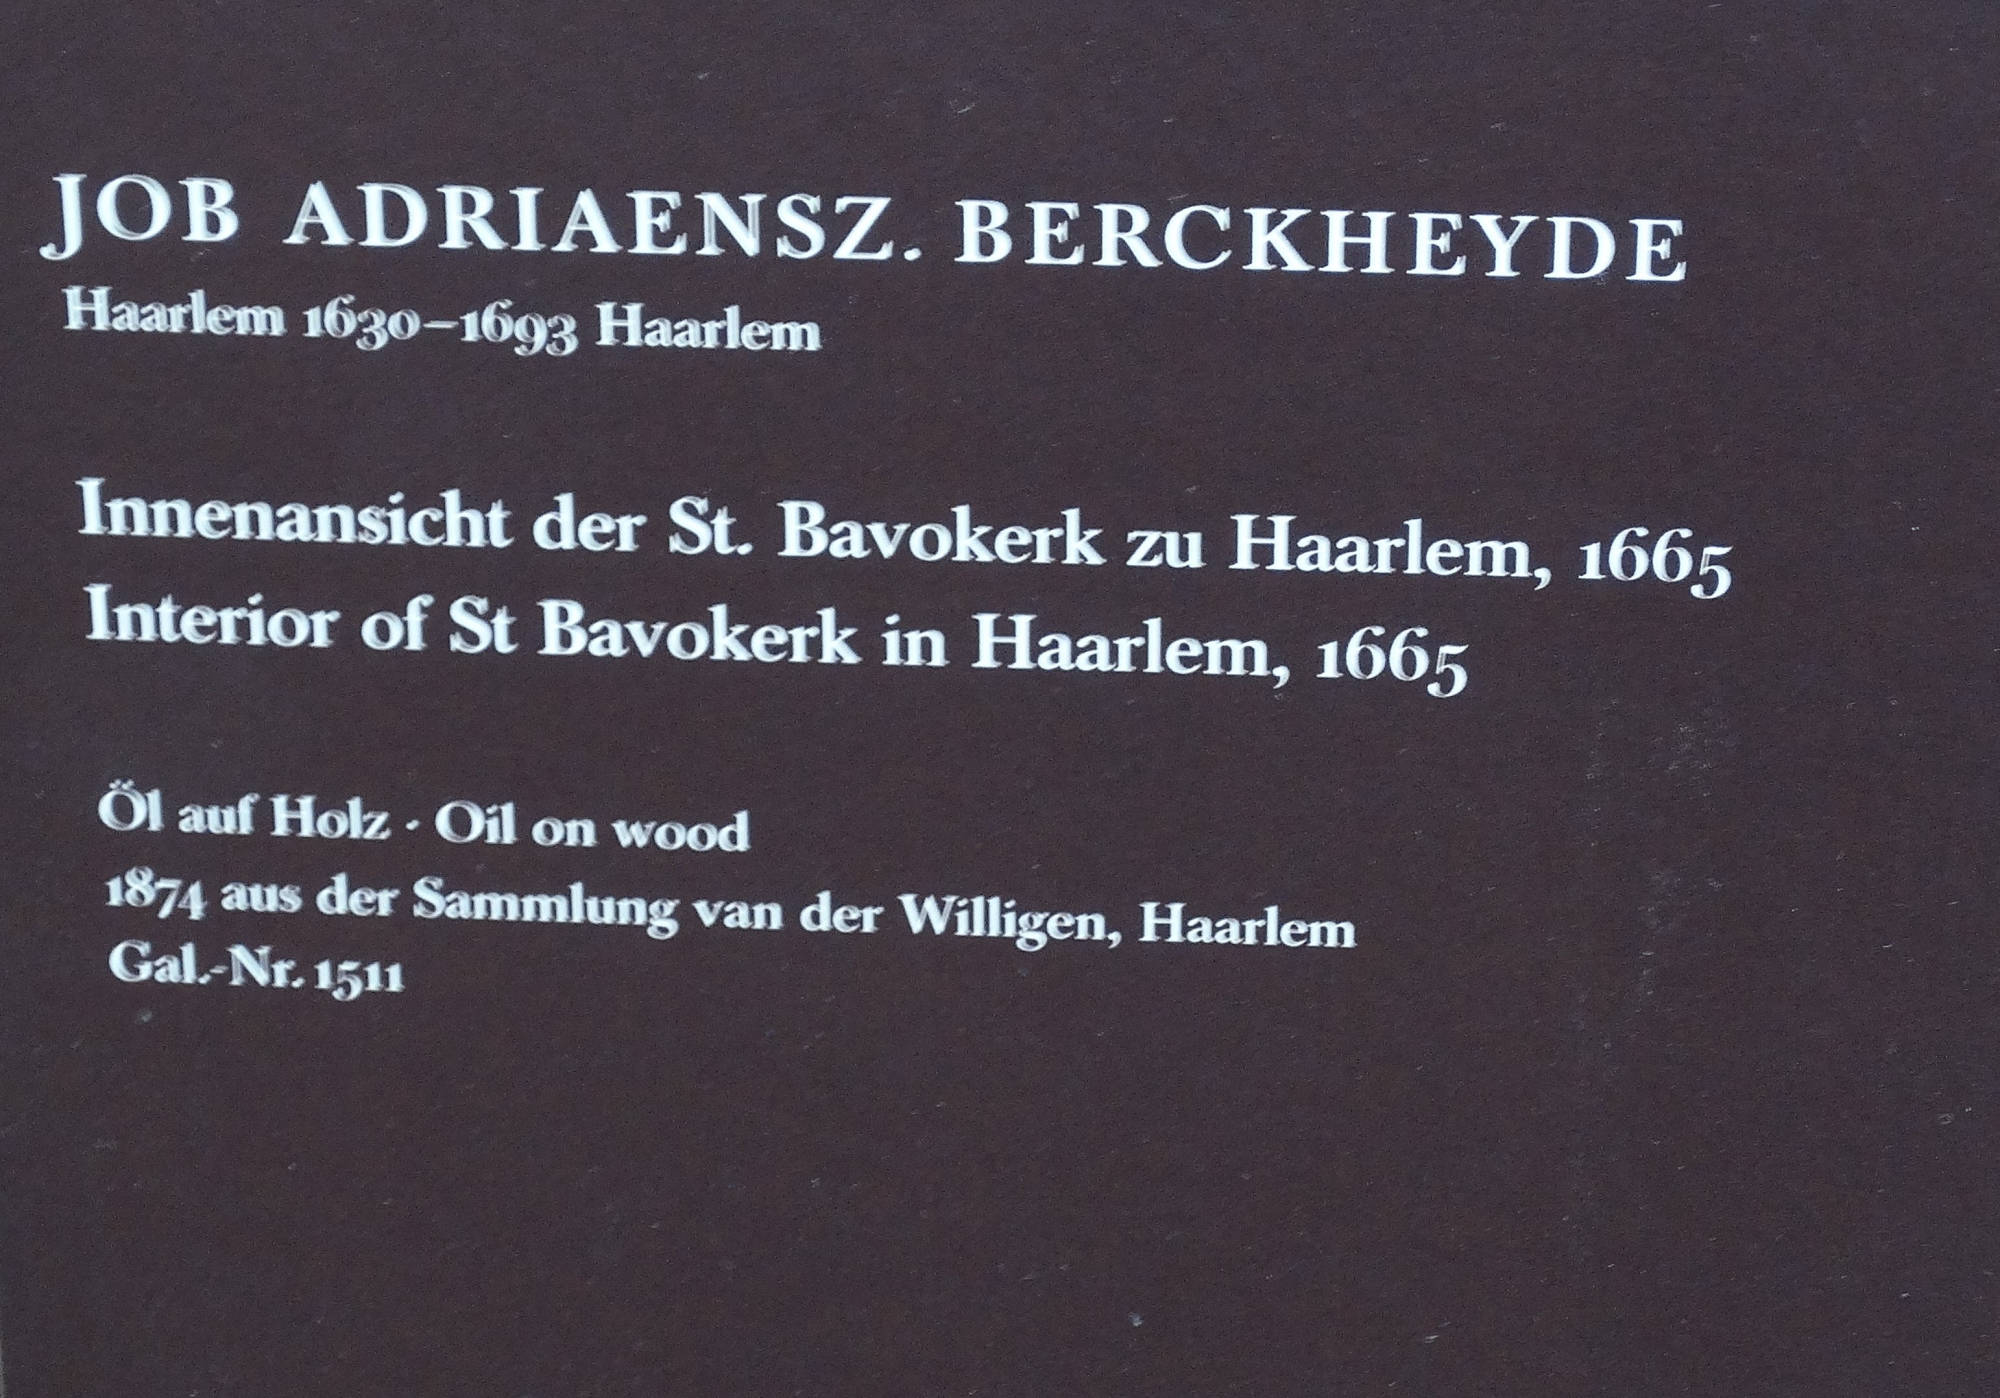 JOB ADRIAENSZ. BERCKHEYDE
Haarlem 1630–1693 Haarlem
Innenansicht der St. Bavokerk zu Haarlem, 1665
Interior of St Bavokerk in Haarlem, 1665
Öl auf Holz · Oil on wood
1874 aus der Sammlung van der Willigen, Haarlem
Gal.-Nr. 1511